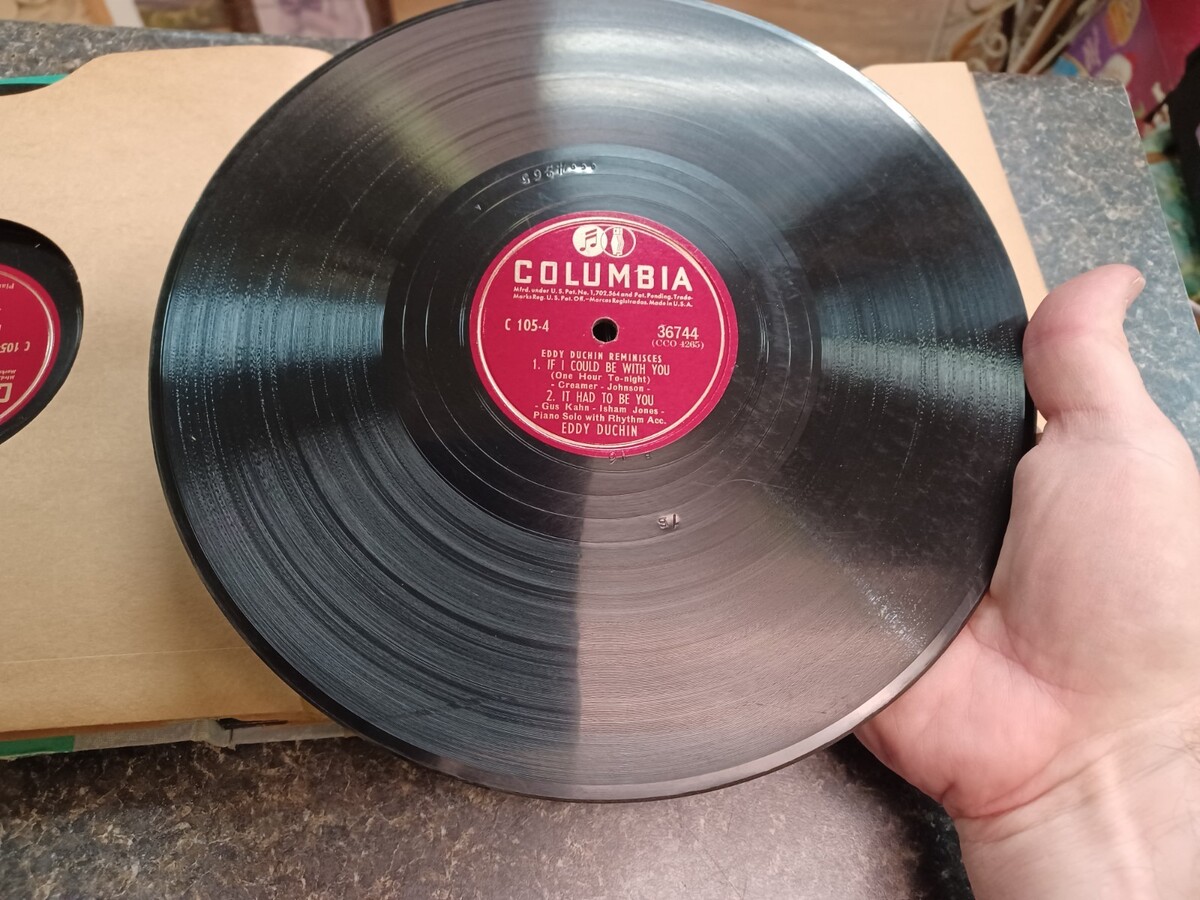 COLUMBIA
Mfrd. under U.S. Pat. No. 1,702,564 and Pat. Pending. Trade-
Marks Reg. U.S. Pat. Off.-Marcas Registradas. Made in U.S.A.
C 105-4
36744
(CCO 4265)
EDDY DUCHIN REMINISCES
1. IF I COULD BE WITH YOU
(One Hour To-night)
- Creamer - Johnson -
2. IT HAD TO BE YOU
- Gus Kahn - Isham Jones -
Piano Solo with Rhythm Acc.
EDDY DUCHIN